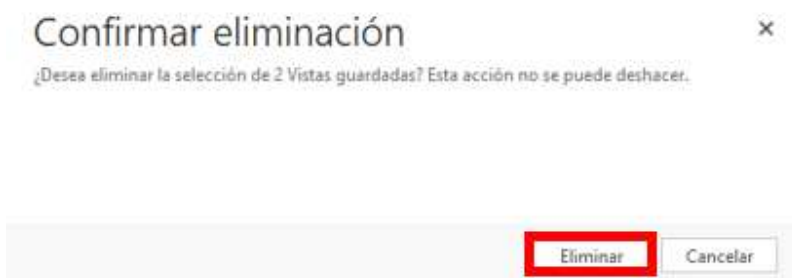 Confirmar eliminación
¿Desea eliminar la selección de 2 Vistas guardadas? Esta acción no se puede deshacer.
Eliminar Cancelar